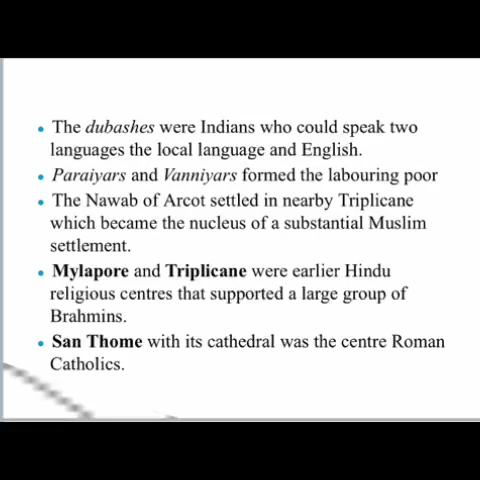 The dubashes were Indians who could speak two
languages the local language and English.
Paraiyars and Vanniyars formed the labouring poor
The Nawab of Arcot settled in nearby Triplicane
which became the nucleus of a substantial Muslim
settlement.
Mylapore and Triplicane were earlier Hindu
religious centres that supported a large group of
Brahmins.
San Thome with its cathedral was the centre Roman
Catholics.